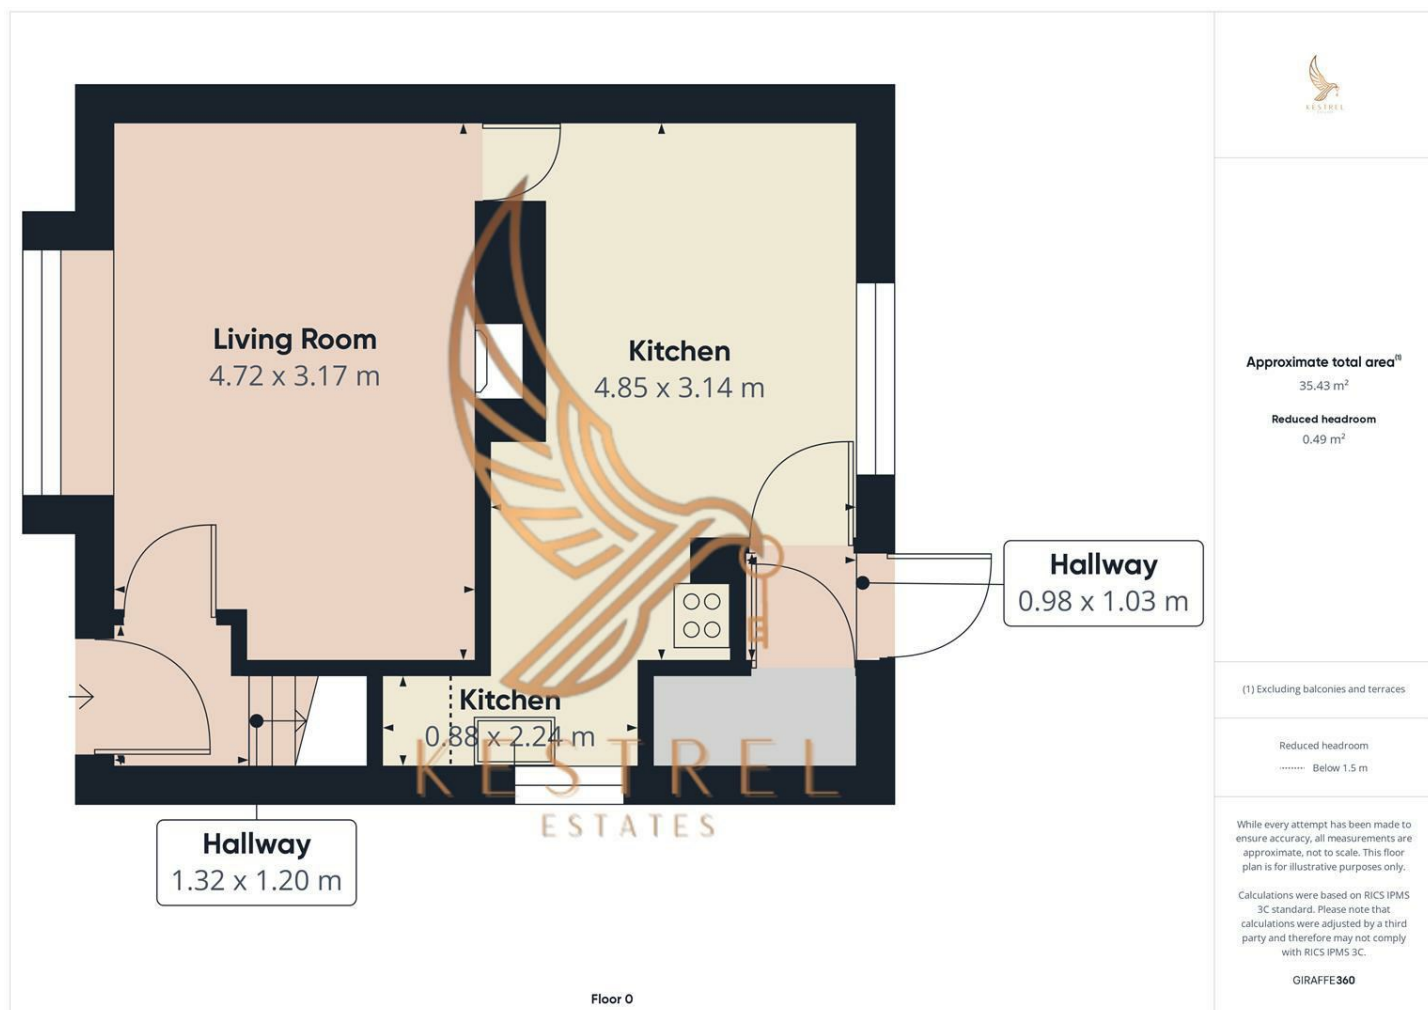 Living Room
4.72 x 3.17 m
Kitchen
4.85 x 3.14 m
Hallway
0.98 x 1.03 m
Kitchen
0.88 x 2.24 m
KESTREL
ESTATES
Hallway
1.32 x 1.20 m
Floor 0
KESTREL
Approximate total area(1)
35.43 m²
Reduced headroom
0.49 m²
(1) Excluding balconies and terraces
Reduced headroom
Below 1.5 m
While every attempt has been made to
ensure accuracy, all measurements are
approximate, not to scale. This floor
plan is for illustrative purposes only.
Calculations were based on RICS IPMS
3C standard. Please note that
calculations were adjusted by a third
party and therefore may not comply
with RICS IPMS 3C.
GIRAFFE360